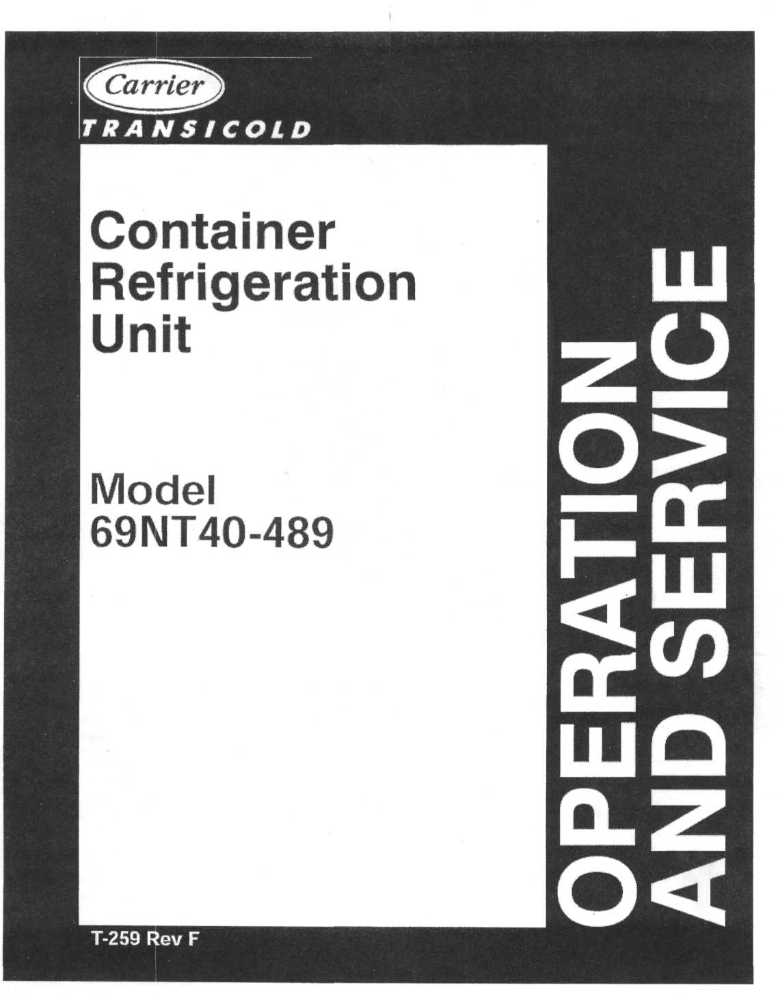 Carrier
TRANSICOLD
Container
Refrigeration
Unit
Model
69NT40-489
OPERATION
AND SERVICE
T-259 Rev F